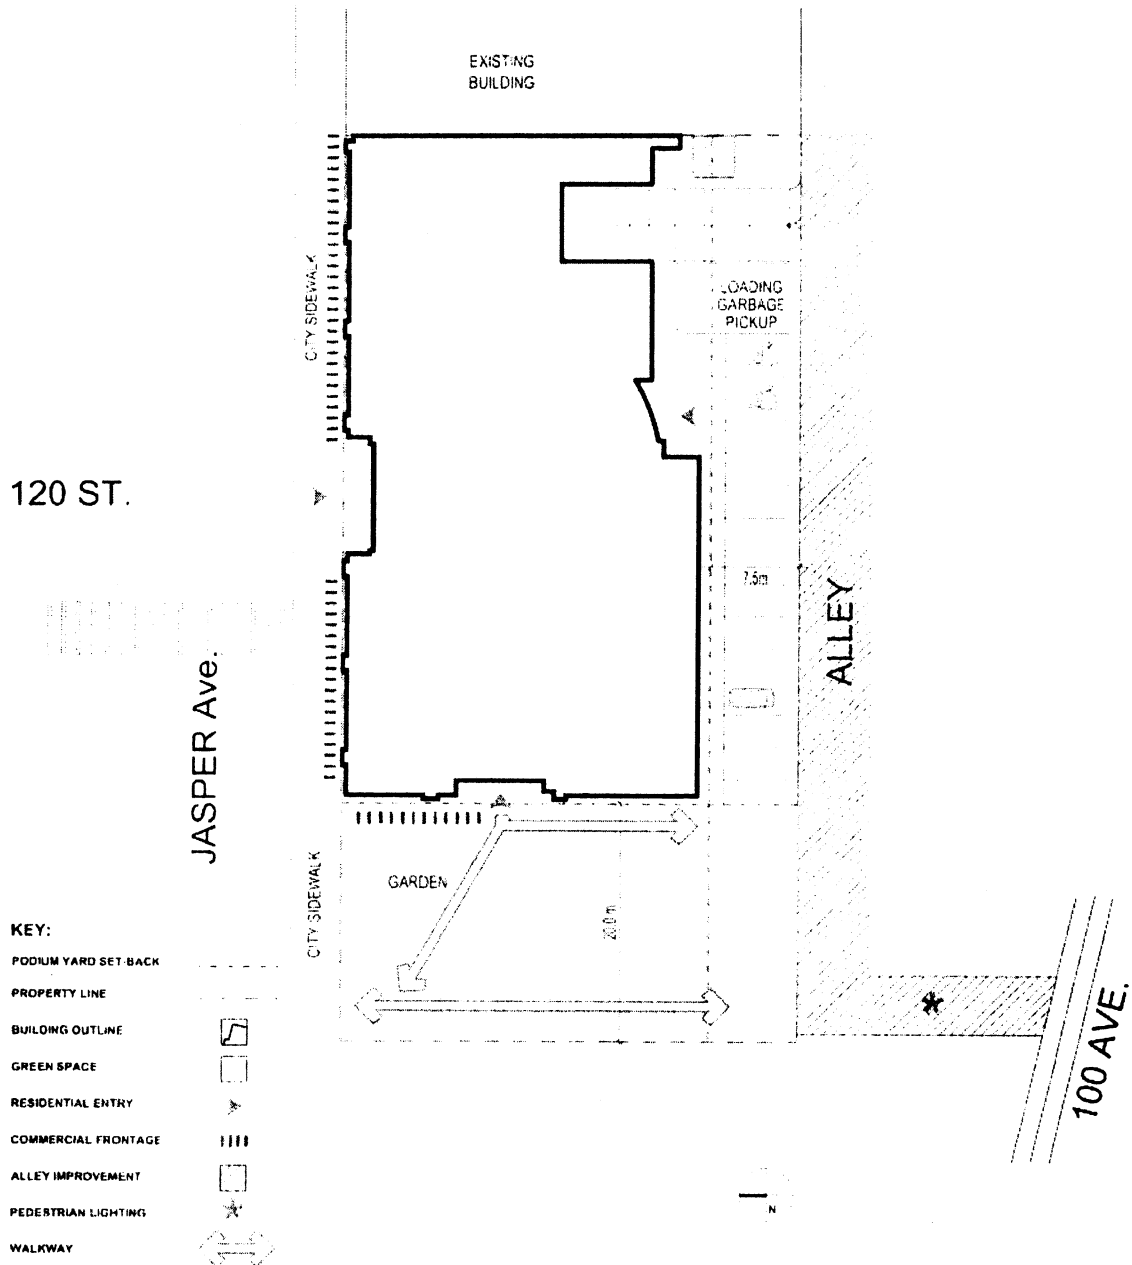 EXISTING
BUILDING
CITY SIDEWALK
LOADING
GARBAGE
PICKUP
120 ST.
7.5m
ALLEY
JASPER Ave.
GARDEN
CITY SIDEWALK
20.0 m
100 AVE.
KEY:
PODIUM YARD SET-BACK
PROPERTY LINE
BUILDING OUTLINE
GREEN SPACE
RESIDENTIAL ENTRY
COMMERCIAL FRONTAGE
ALLEY IMPROVEMENT
PEDESTRIAN LIGHTING
WALKWAY
N